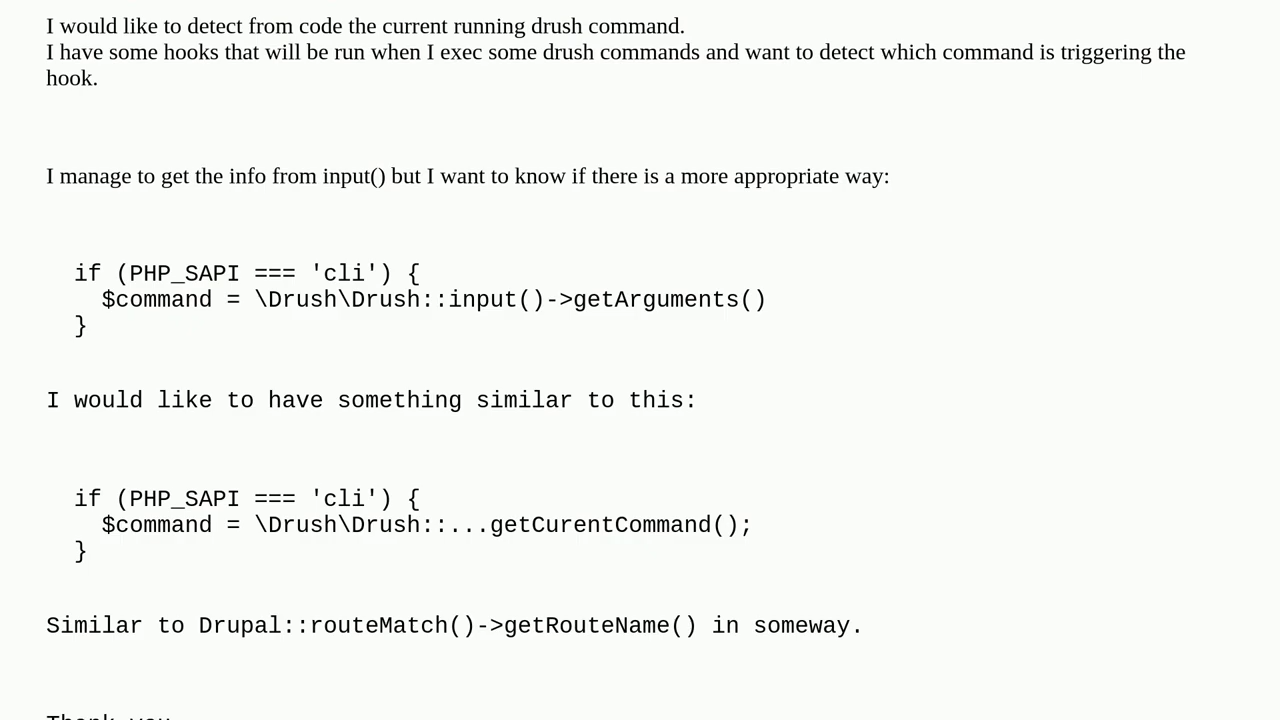 I would like to detect from code the current running drush command.
I have some hooks that will be run when I exec some drush commands and want to detect which command is triggering the
hook.
I manage to get the info from input() but I want to know if there is a more appropriate way:
if (PHP_SAPI === 'cli') {
$command = \Drush\Drush::input()->getArguments()
}
I would like to have something similar to this:
if (PHP_SAPI === 'cli') {
$command = \Drush\Drush::...getCurentCommand();
}
Similar to Drupal::routeMatch()->getRouteName() in someway.